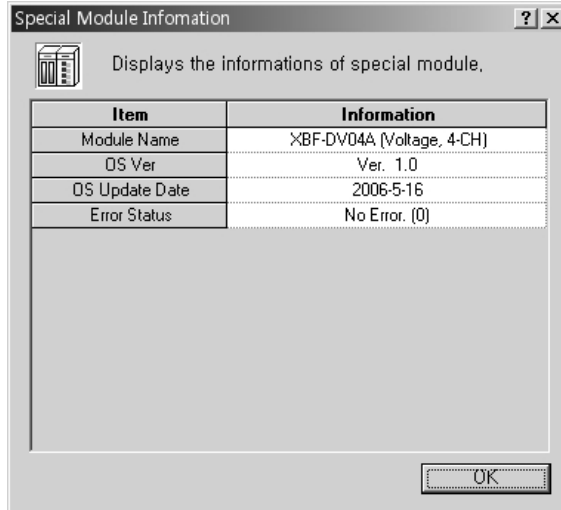 Special Module Infomation
Displays the informations of special module,
Item Information
Module Name XBF-DV04A (Voltage, 4-CH)
OS Ver Ver. 1.0
OS Update Date 2006-5-16
Error Status No Error. (0)
OK